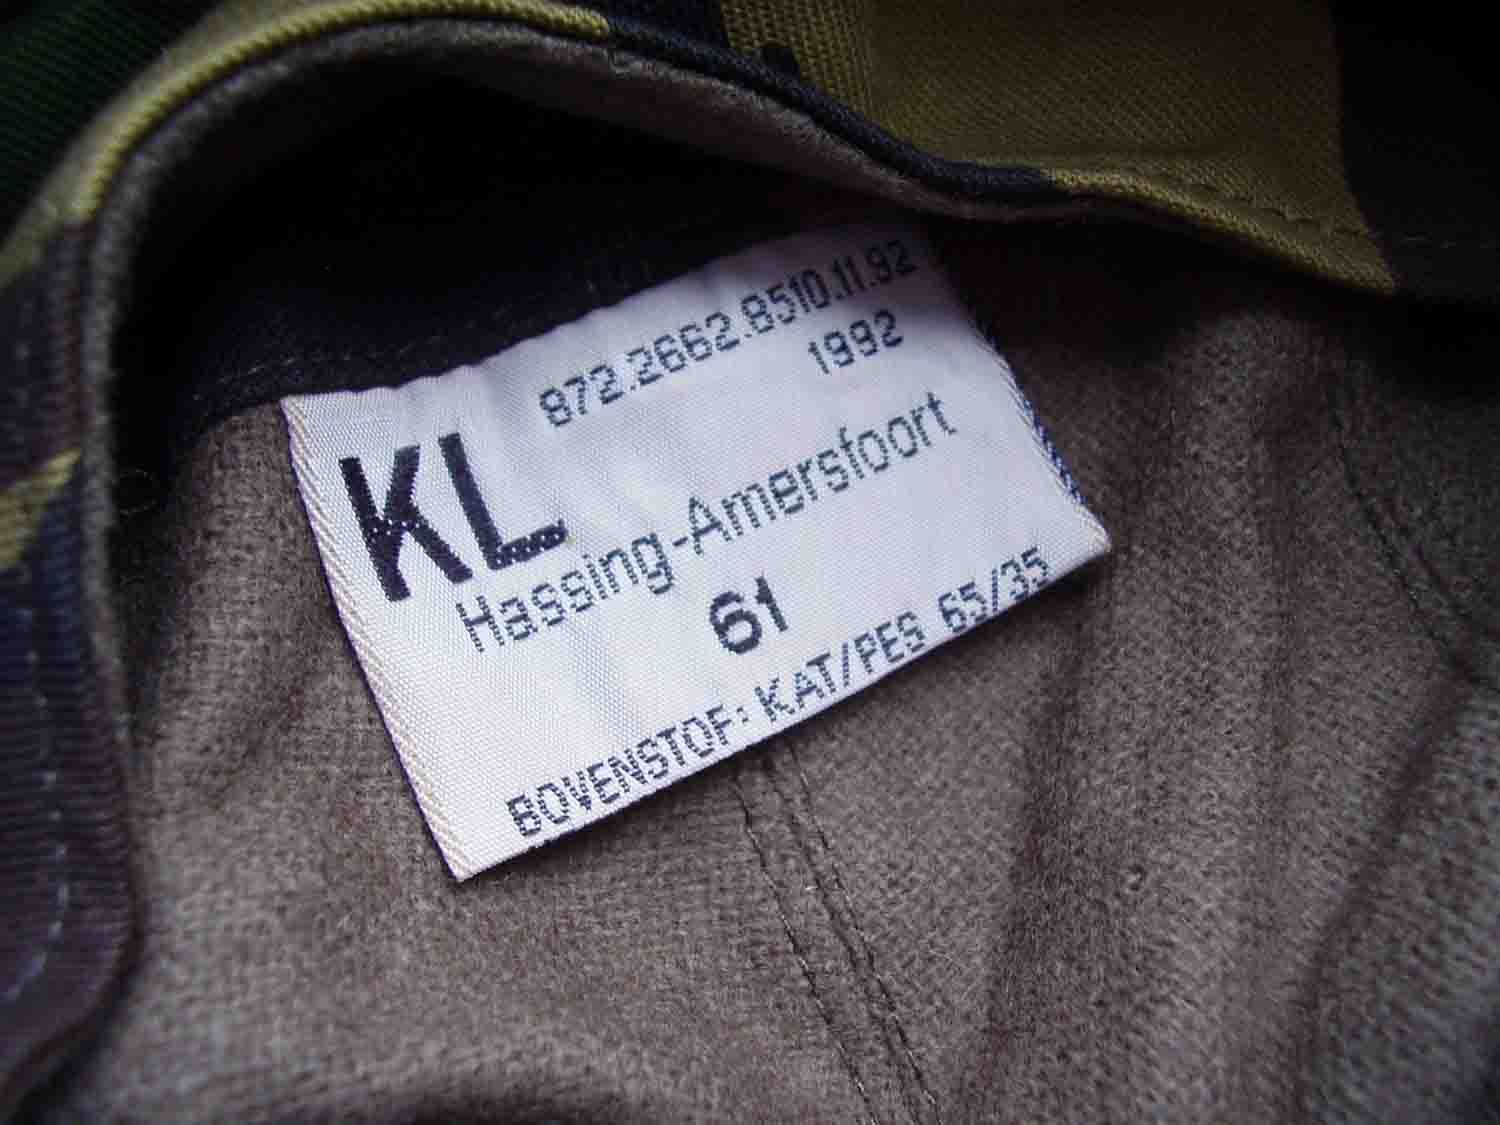 872.2662.8510.11.92
1992
KL
Hassing-Amersfoort
61
BOVENSTOF: KAT/PES 65/35